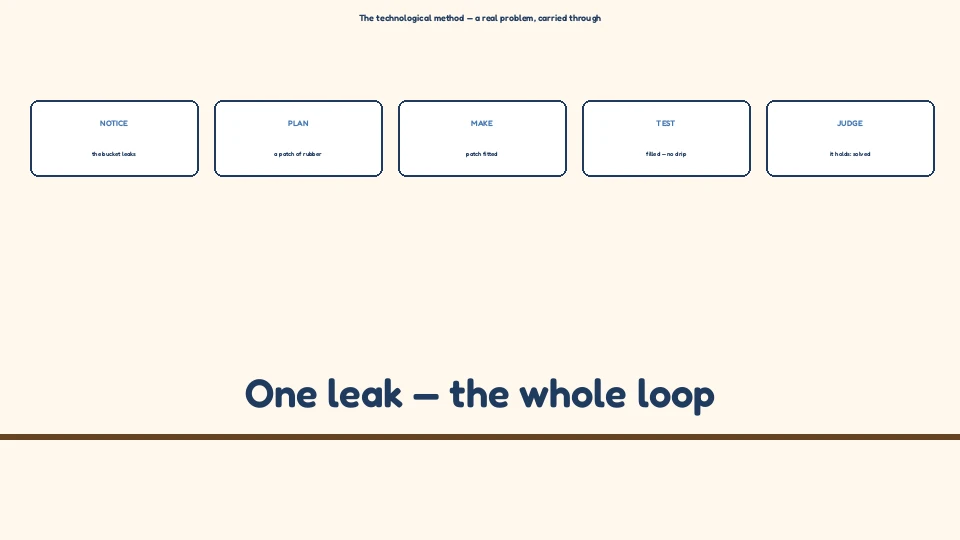 The technological method — a real problem, carried through
NOTICE
the bucket leaks
PLAN
a patch of rubber
MAKE
patch fitted
TEST
filled — no drip
JUDGE
it holds: solved
One leak — the whole loop